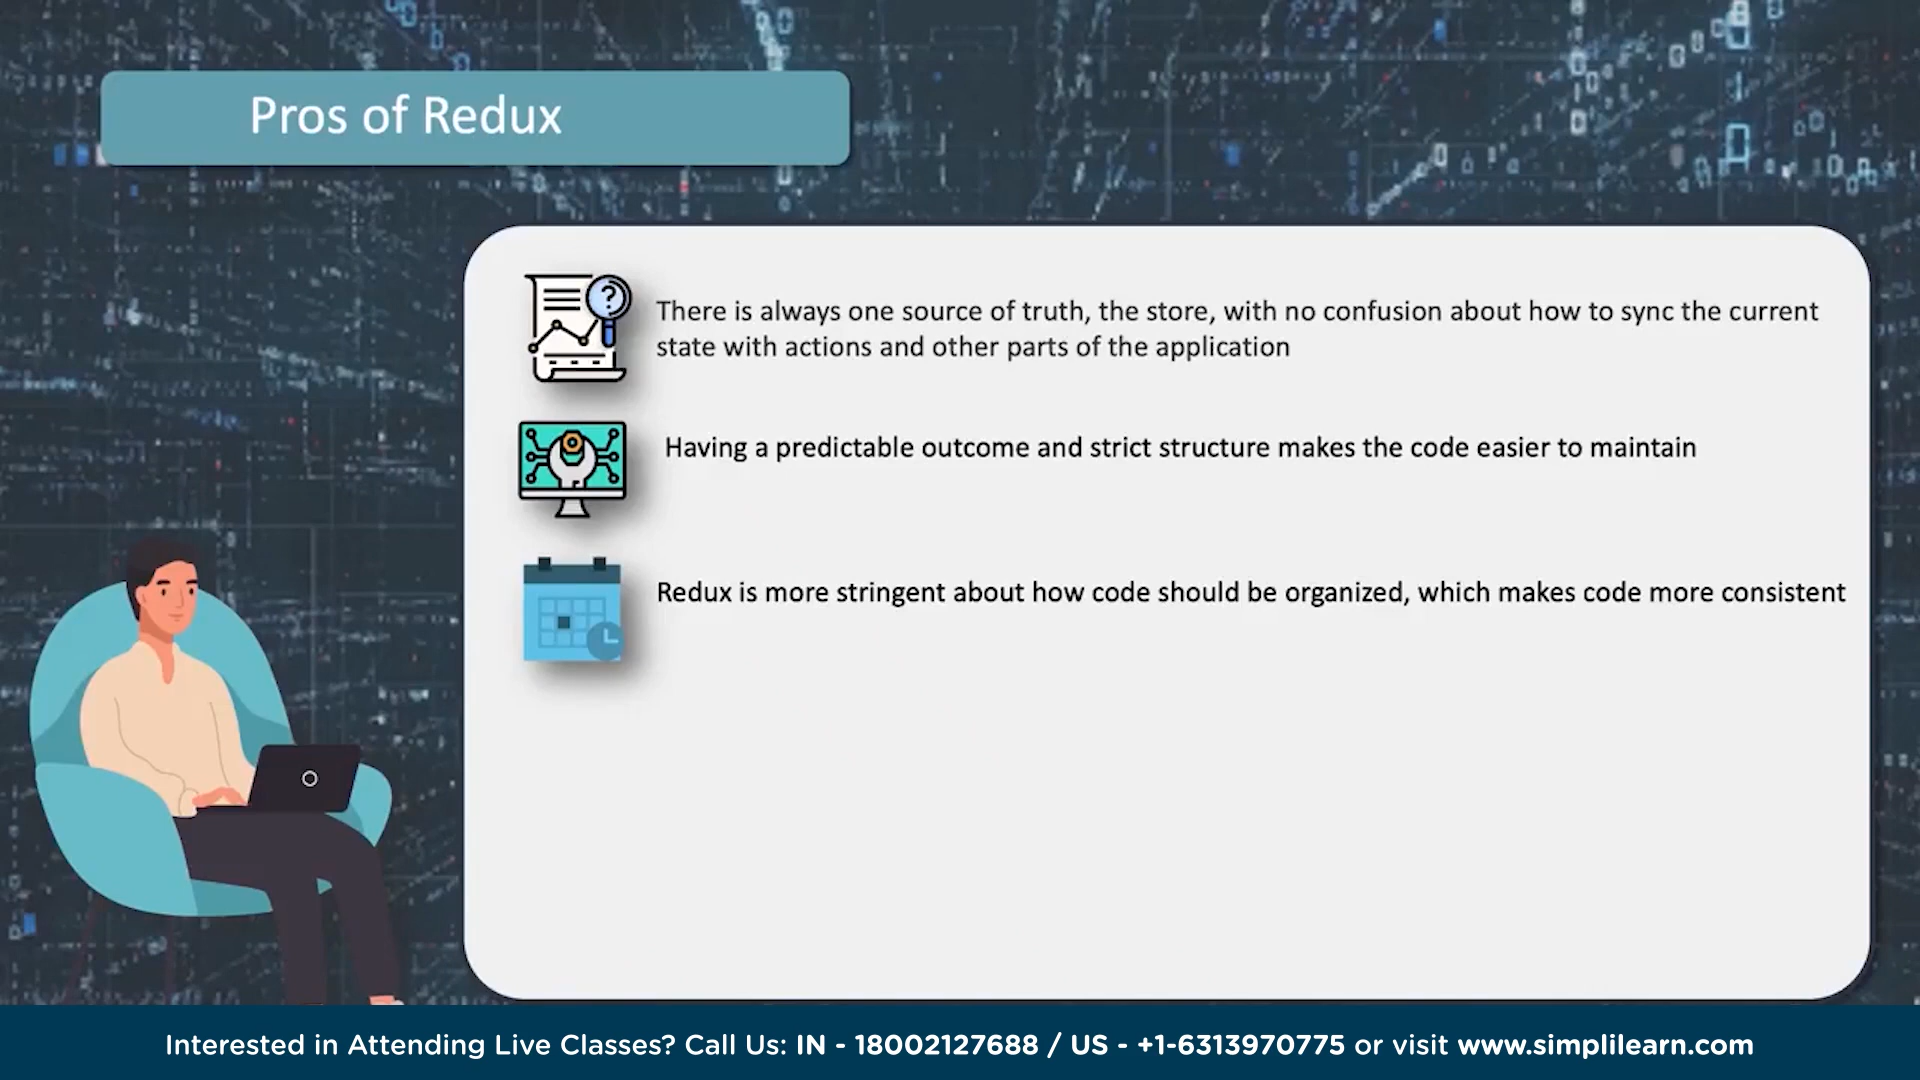 Pros of Redux
There is always one source of truth, the store, with no confusion about how to sync the current
state with actions and other parts of the application
Having a predictable outcome and strict structure makes the code easier to maintain
Redux is more stringent about how code should be organized, which makes code more consistent
Interested in Attending Live Classes? Call Us: IN - 18002127688 / US - +1-6313970775 or visit www.simplilearn.com